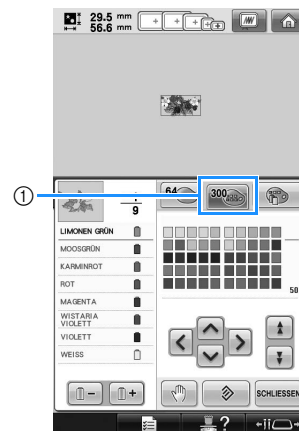 29.5 mm
56.6 mm
64
300
1
9
LIMONEN GRÜN
MOOSGRÜN
KARMINROT
ROT
MAGENTA
WISTARIA
VIOLETT
VIOLETT
WEISS
50
SCHLIESSEN